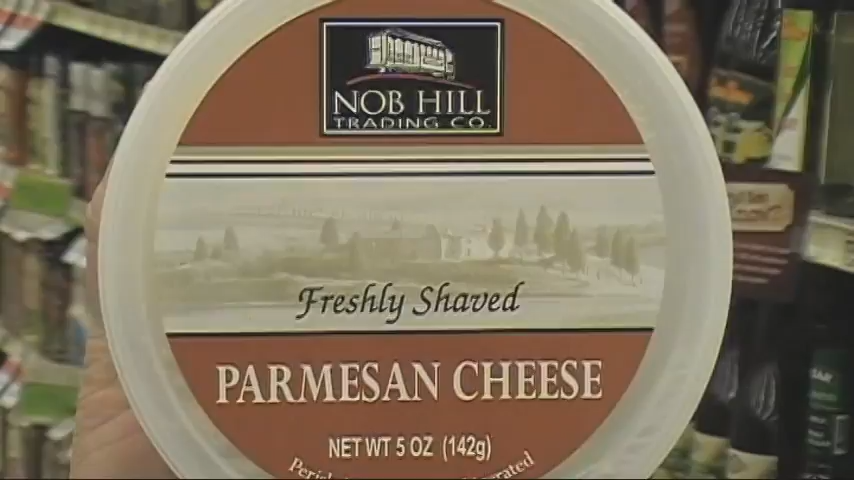 NOB HILL
TRADING CO.
Freshly Shaved
PARMESAN CHEESE
NET WT 5 OZ (142g)